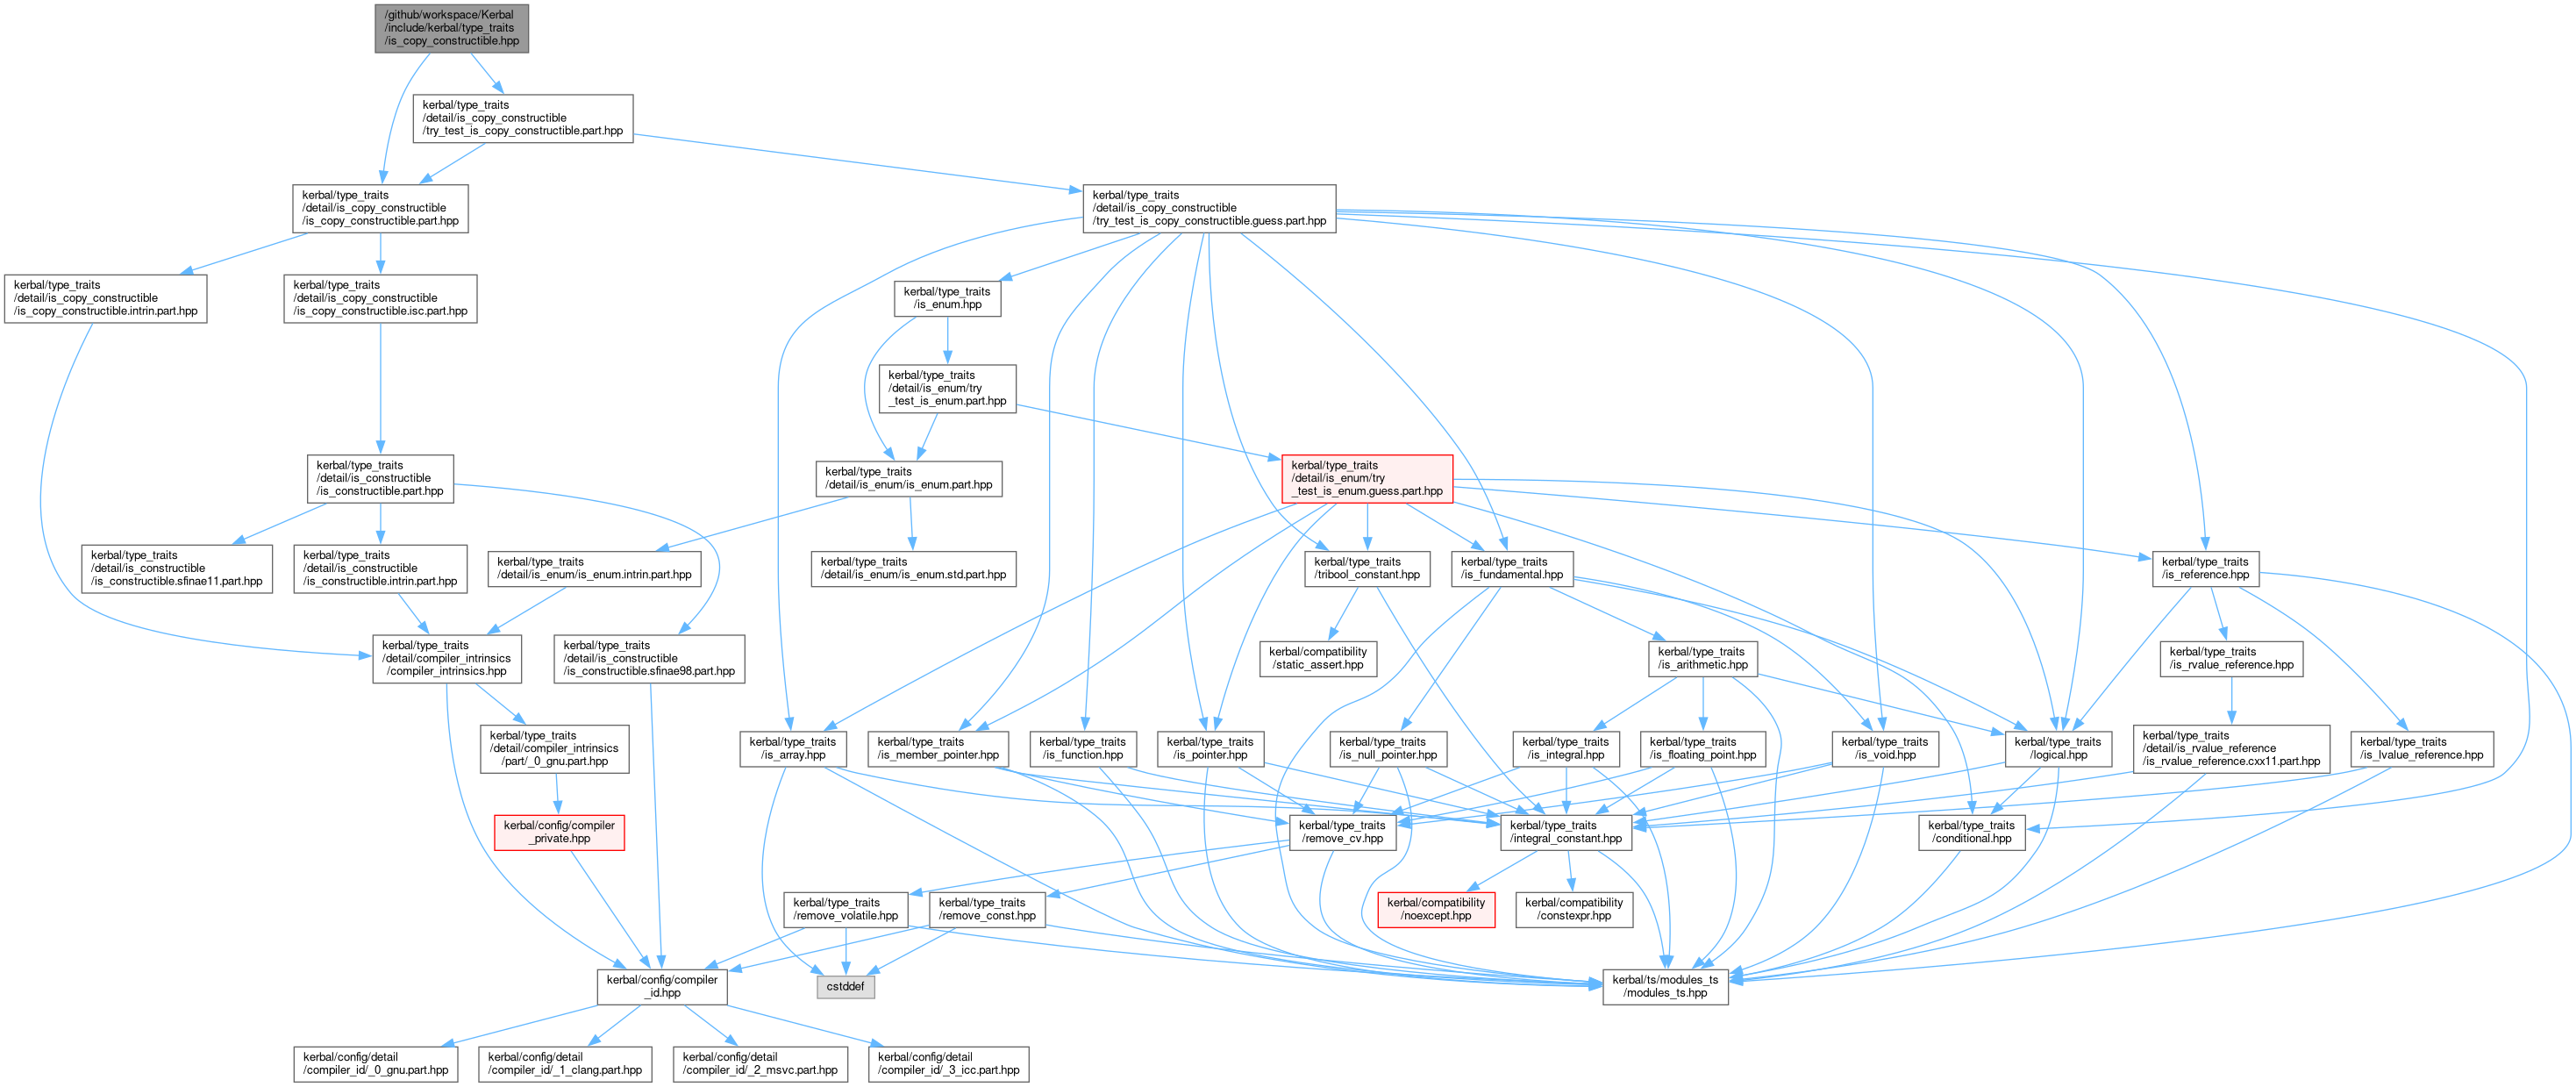 /github/workspace/Kerbal
/include/kerbal/type_traits
/is_copy_constructible.hpp
kerbal/type_traits
/detail/is_copy_constructible
/try_test_is_copy_constructible.part.hpp
kerbal/type_traits
/detail/is_copy_constructible
/is_copy_constructible.part.hpp
kerbal/type_traits
/detail/is_copy_constructible
/try_test_is_copy_constructible.guess.part.hpp
kerbal/type_traits
/detail/is_copy_constructible
/is_copy_constructible.intrin.part.hpp
kerbal/type_traits
/detail/is_copy_constructible
/is_copy_constructible.isc.part.hpp
kerbal/type_traits
/is_enum.hpp
kerbal/type_traits
/detail/is_enum/try
_test_is_enum.part.hpp
kerbal/type_traits
/detail/is_constructible
/is_constructible.part.hpp
kerbal/type_traits
/detail/is_enum/is_enum.part.hpp
kerbal/type_traits
/detail/is_enum/try
_test_is_enum.guess.part.hpp
kerbal/type_traits
/detail/is_constructible
/is_constructible.sfinae11.part.hpp
kerbal/type_traits
/detail/is_constructible
/is_constructible.intrin.part.hpp
kerbal/type_traits
/detail/is_enum/is_enum.intrin.part.hpp
kerbal/type_traits
/detail/is_enum/is_enum.std.part.hpp
kerbal/type_traits
/tribool_constant.hpp
kerbal/type_traits
/is_fundamental.hpp
kerbal/type_traits
/is_reference.hpp
kerbal/type_traits
/detail/compiler_intrinsics
/compiler_intrinsics.hpp
kerbal/type_traits
/detail/is_constructible
/is_constructible.sfinae98.part.hpp
kerbal/compatibility
/static_assert.hpp
kerbal/type_traits
/is_arithmetic.hpp
kerbal/type_traits
/is_rvalue_reference.hpp
kerbal/type_traits
/detail/compiler_intrinsics
/part/_0_gnu.part.hpp
kerbal/type_traits
/is_array.hpp
kerbal/type_traits
/is_member_pointer.hpp
kerbal/type_traits
/is_function.hpp
kerbal/type_traits
/is_pointer.hpp
kerbal/type_traits
/is_null_pointer.hpp
kerbal/type_traits
/is_integral.hpp
kerbal/type_traits
/is_floating_point.hpp
kerbal/type_traits
/is_void.hpp
kerbal/type_traits
/logical.hpp
kerbal/type_traits
/detail/is_rvalue_reference
/is_rvalue_reference.cxx11.part.hpp
kerbal/type_traits
/is_lvalue_reference.hpp
kerbal/config/compiler
_private.hpp
kerbal/type_traits
/remove_cv.hpp
kerbal/type_traits
/integral_constant.hpp
kerbal/type_traits
/conditional.hpp
kerbal/type_traits
/remove_volatile.hpp
kerbal/type_traits
/remove_const.hpp
kerbal/compatibility
/noexcept.hpp
kerbal/compatibility
/constexpr.hpp
kerbal/config/compiler
_id.hpp
cstddef
kerbal/ts/modules_ts
/modules_ts.hpp
kerbal/config/detail
/compiler_id/_0_gnu.part.hpp
kerbal/config/detail
/compiler_id/_1_clang.part.hpp
kerbal/config/detail
/compiler_id/_2_msvc.part.hpp
kerbal/config/detail
/compiler_id/_3_icc.part.hpp